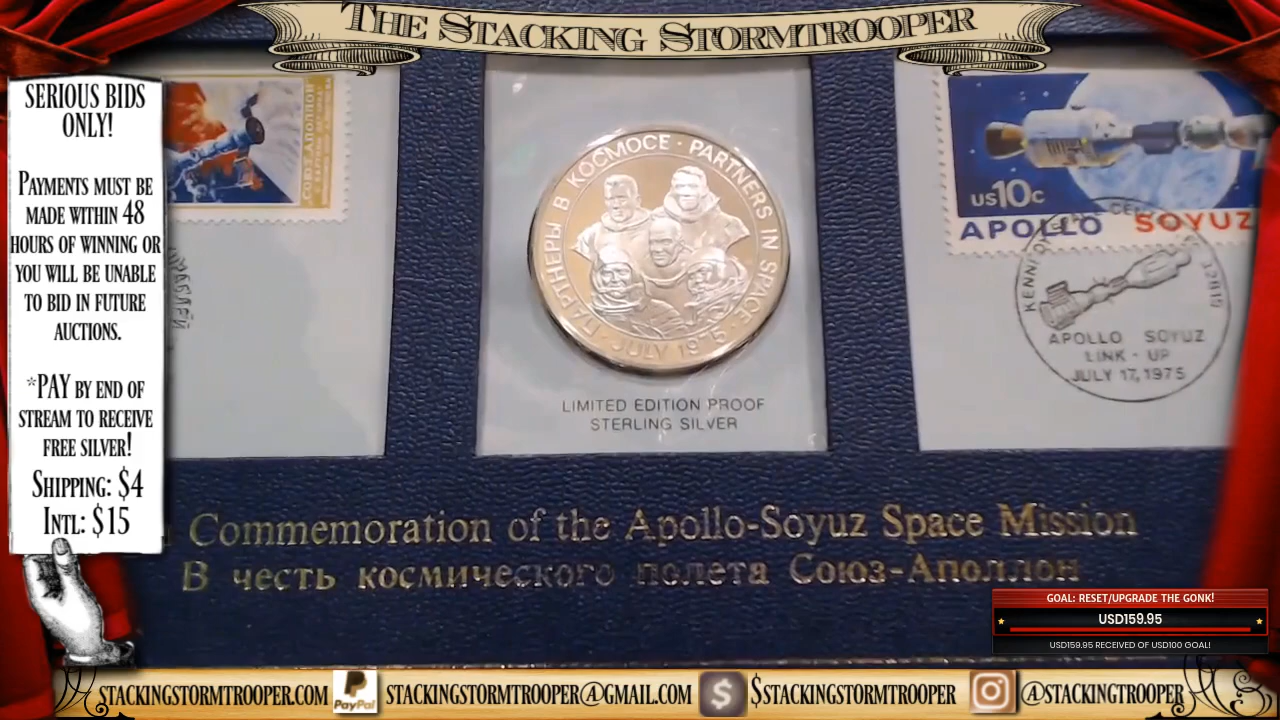 THE STACKING STORMTROOPER
SERIOUS BIDS
ONLY!
PAYMENTS MUST BE
MADE WITHIN 48
HOURS OF WINNING OR
YOU WILL BE UNABLE
TO BID IN FUTURE
AUCTIONS.
*PAY BY END OF
STREAM TO RECEIVE
FREE SILVER!
SHIPPING: $4
INTL: $15
СОЮЗ АПОЛЛОН
ПАРТНЕРЫ В КОСМОСЕ · PARTNERS IN SPACE
· JULY 1975 ·
LIMITED EDITION PROOF
STERLING SILVER
US10c
APOLLO SOYUZ
APOLLO SOYUZ
LINK - UP
JULY 17, 1975
Commemoration of the Apollo-Soyuz Space Mission
В честь космического полета Союз-Аполлон
GOAL: RESET/UPGRADE THE GONK!
USD159.95
USD159.95 RECEIVED OF USD100 GOAL!
STACKINGSTORMTROOPER.COM
PayPal
STACKINGSTORMTROOPER@GMAIL.COM
$
$STACKINGSTORMTROOPER
@STACKINGTROOPER